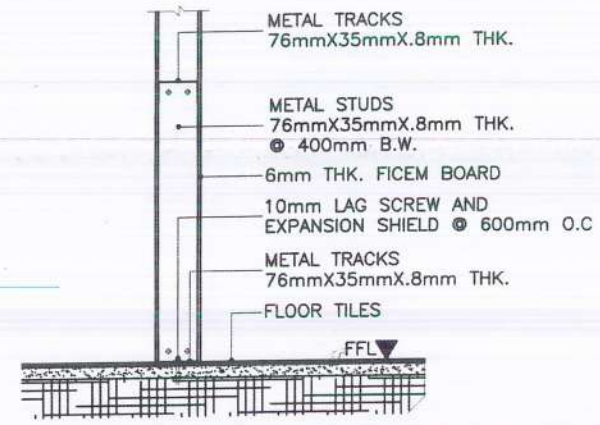 METAL TRACKS
76mmX35mmX.8mm THK.
METAL STUDS
76mmX35mmX.8mm THK.
@ 400mm B.W.
6mm THK. FICEM BOARD
10mm LAG SCREW AND
EXPANSION SHIELD @ 600mm O.C
METAL TRACKS
76mmX35mmX.8mm THK.
FLOOR TILES
FFL